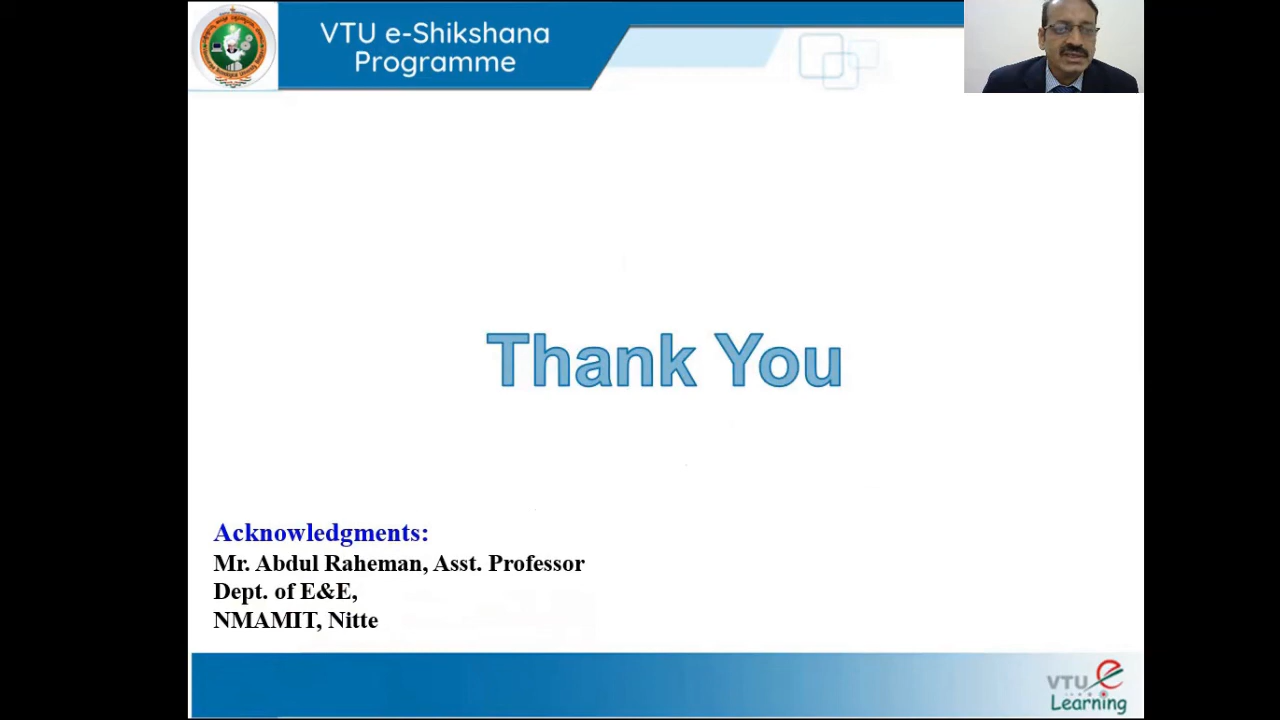 VTU e-Shikshana
Programme
Thank You
Acknowledgments:
Mr. Abdul Raheman, Asst. Professor
Dept. of E&E,
NMAMIT, Nitte
VTU e
Learning